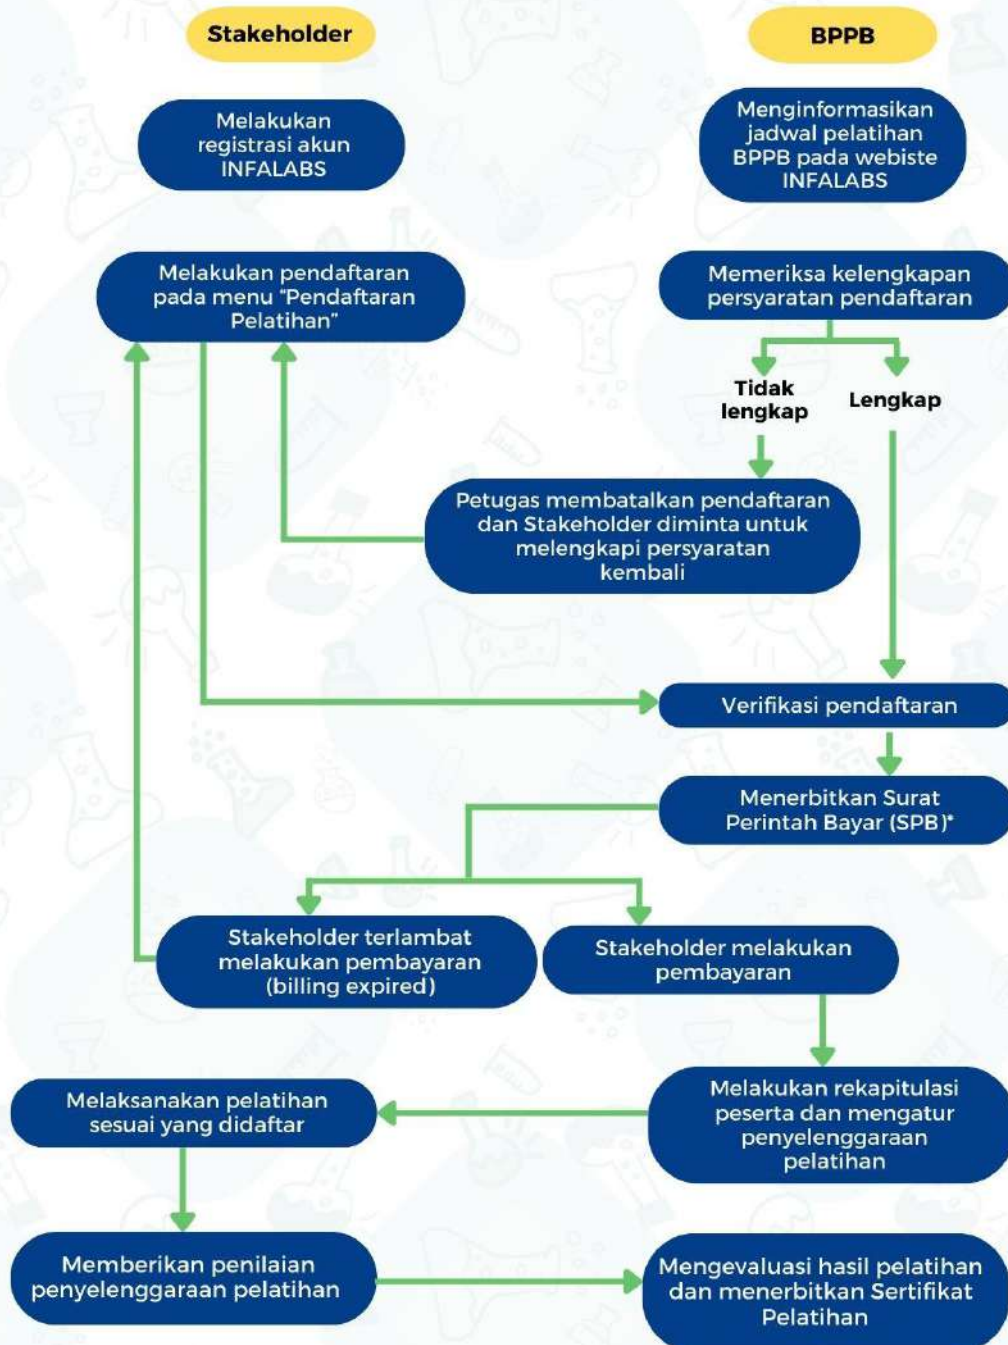 Stakeholder
BPPB
Melakukan
registrasi akun
INFALABS
Menginformasikan
jadwal pelatihan
BPPB pada webiste
INFALABS
Melakukan pendaftaran
pada menu “Pendaftaran
Pelatihan”
Memeriksa kelengkapan
persyaratan pendaftaran
Tidak
lengkap
Lengkap
Petugas membatalkan pendaftaran
dan Stakeholder diminta untuk
melengkapi persyaratan
kembali
Verifikasi pendaftaran
Menerbitkan Surat
Perintah Bayar (SPB)*
Stakeholder terlambat
melakukan pembayaran
(billing expired)
Stakeholder melakukan
pembayaran
Melaksanakan pelatihan
sesuai yang didaftar
Melakukan rekapitulasi
peserta dan mengatur
penyelenggaraan
pelatihan
Memberikan penilaian
penyelenggaraan pelatihan
Mengevaluasi hasil pelatihan
dan menerbitkan Sertifikat
Pelatihan